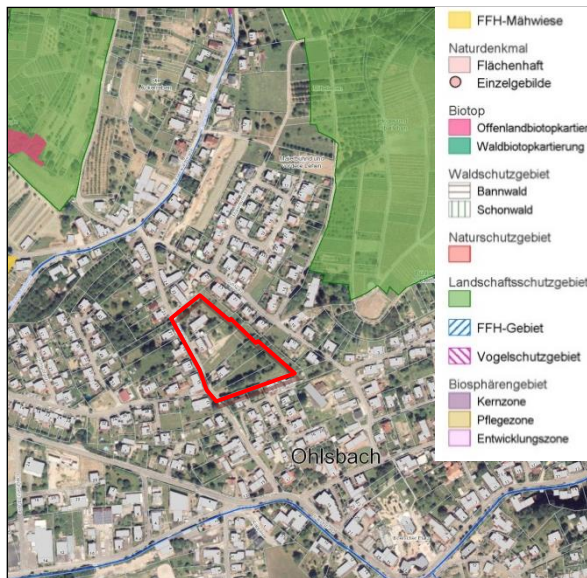 FFH-Mähwiese
Naturdenkmal
Flächenhaft
Einzelgebilde
Biotop
Offenlandbiotopkartier
Waldbiotopkartierung
Waldschutzgebiet
Bannwald
Schonwald
Naturschutzgebiet
Landschaftsschutzgebiet
FFH-Gebiet
Vogelschutzgebiet
Biosphärengebiet
Kernzone
Pflegezone
Entwicklungszone
Ohlsbach